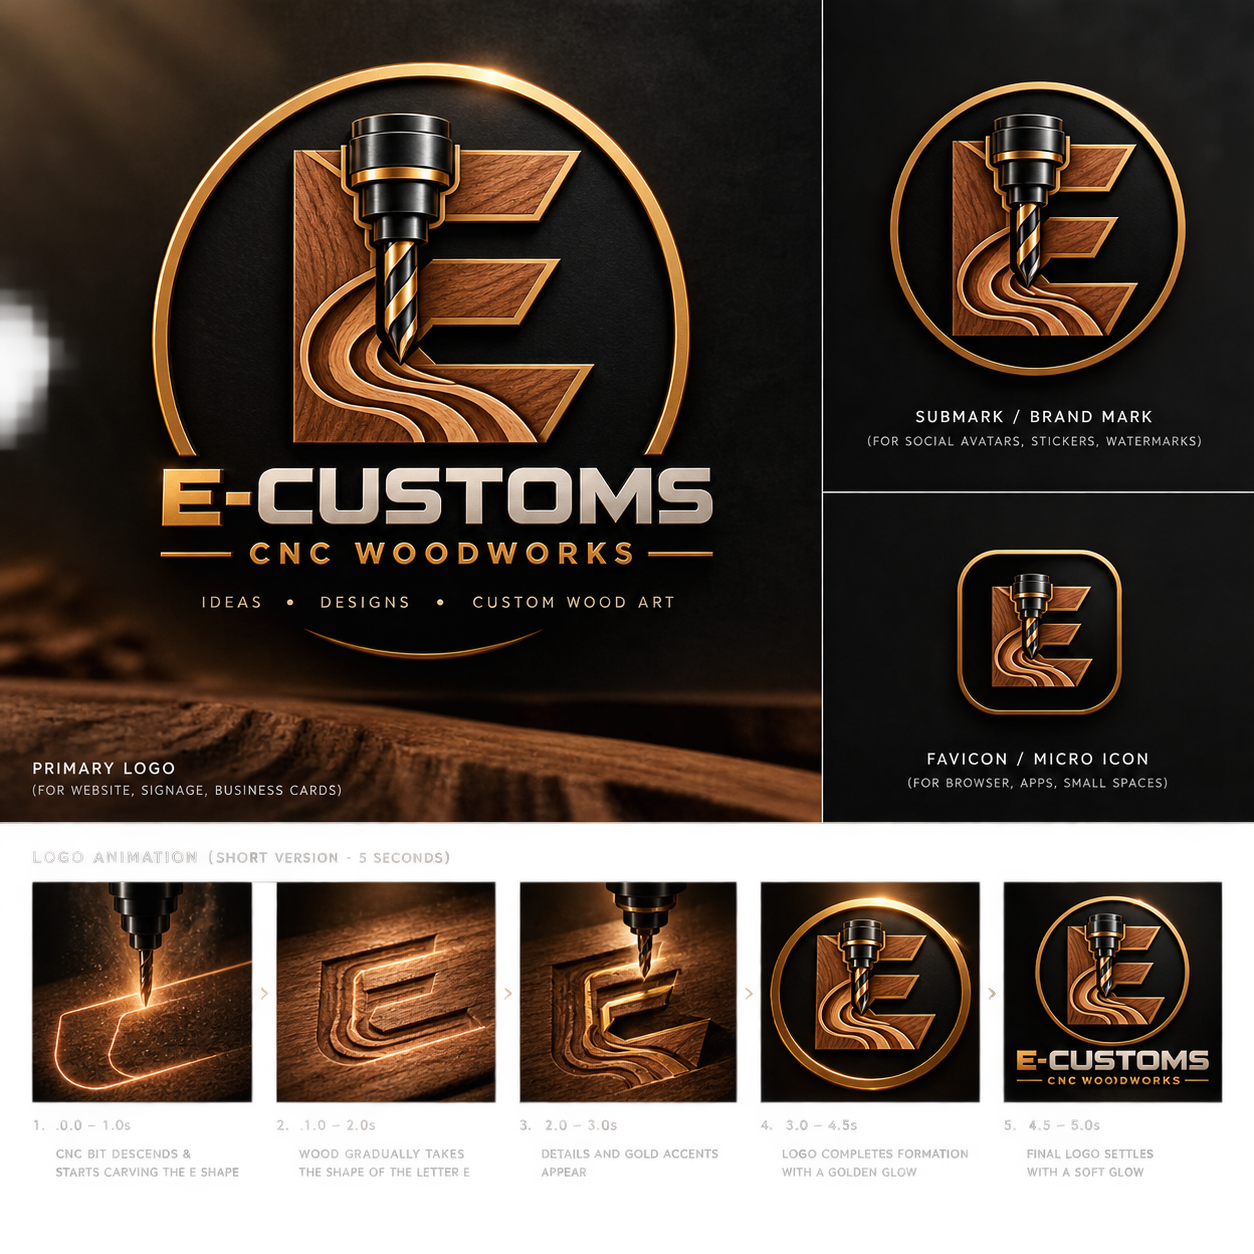 E-CUSTOMS
CNC WOODWORKS
IDEAS • DESIGNS • CUSTOM WOOD ART
PRIMARY LOGO
(FOR WEBSITE, SIGNAGE, BUSINESS CARDS)
SUBMARK / BRAND MARK
(FOR SOCIAL AVATARS, STICKERS, WATERMARKS)
FAVICON / MICRO ICON
(FOR BROWSER, APPS, SMALL SPACES)
LOGO ANIMATION (SHORT VERSION - 5 SECONDS)
E-CUSTOMS
CNC WOODWORKS
1. .0.0 – 1.0s
CNC BIT DESCENDS &
STARTS CARVING THE E SHAPE
2. .1.0 – 2.0s
WOOD GRADUALLY TAKES
THE SHAPE OF THE LETTER E
3. 2.0 – 3.0s
DETAILS AND GOLD ACCENTS
APPEAR
4. 3.0 – 4.5s
LOGO COMPLETES FORMATION
WITH A GOLDEN GLOW
5. 4.5 – 5.0s
FINAL LOGO SETTLES
WITH A SOFT GLOW